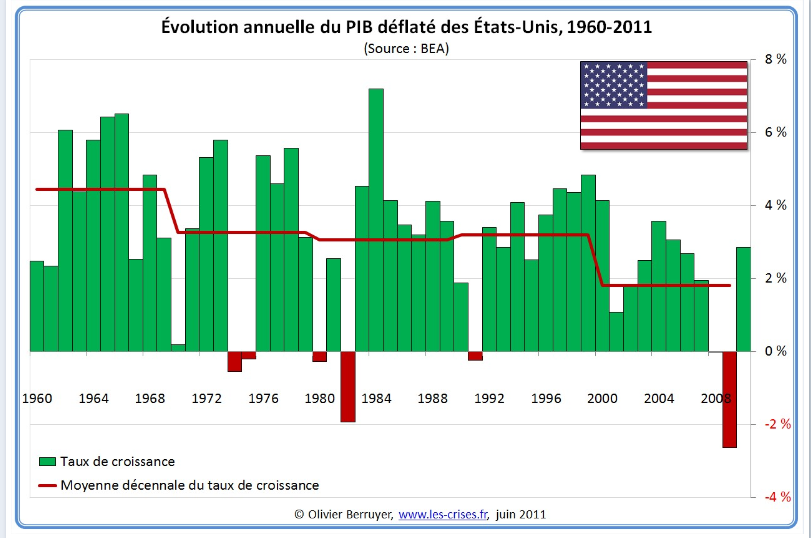 Évolution annuelle du PIB déflaté des États-Unis, 1960-2011
(Source : BEA)
8 %
6 %
4 %
2 %
0 %
1960 1964 1968 1972 1976 1980 1984 1988 1992 1996 2000 2004 2008
-2 %
Taux de croissance
Moyenne décennale du taux de croissance
-4 %
© Olivier Berruyer, www.les-crises.fr, juin 2011